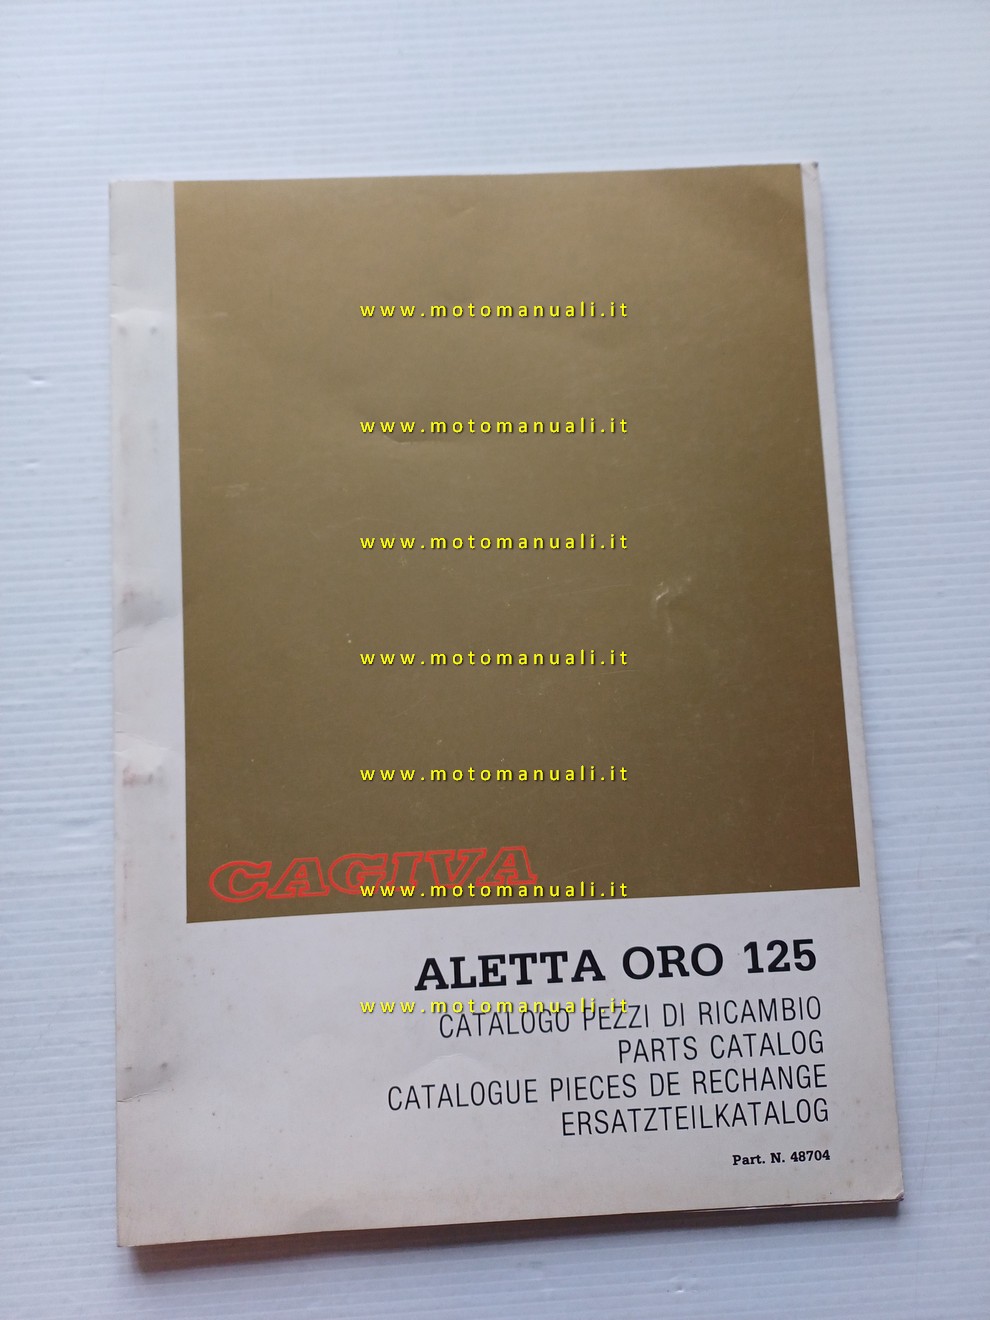 www.motomanuali.it
www.motomanuali.it
www.motomanuali.it
www.motomanuali.it
www.motomanuali.it
CAGIVA
www.motomanuali.it
ALETTA ORO 125
www.motomanuali.it
CATALOGO PEZZI DI RICAMBIO
PARTS CATALOG
CATALOGUE PIECES DE RECHANGE
ERSATZTEILKATALOG
Part. N. 48704